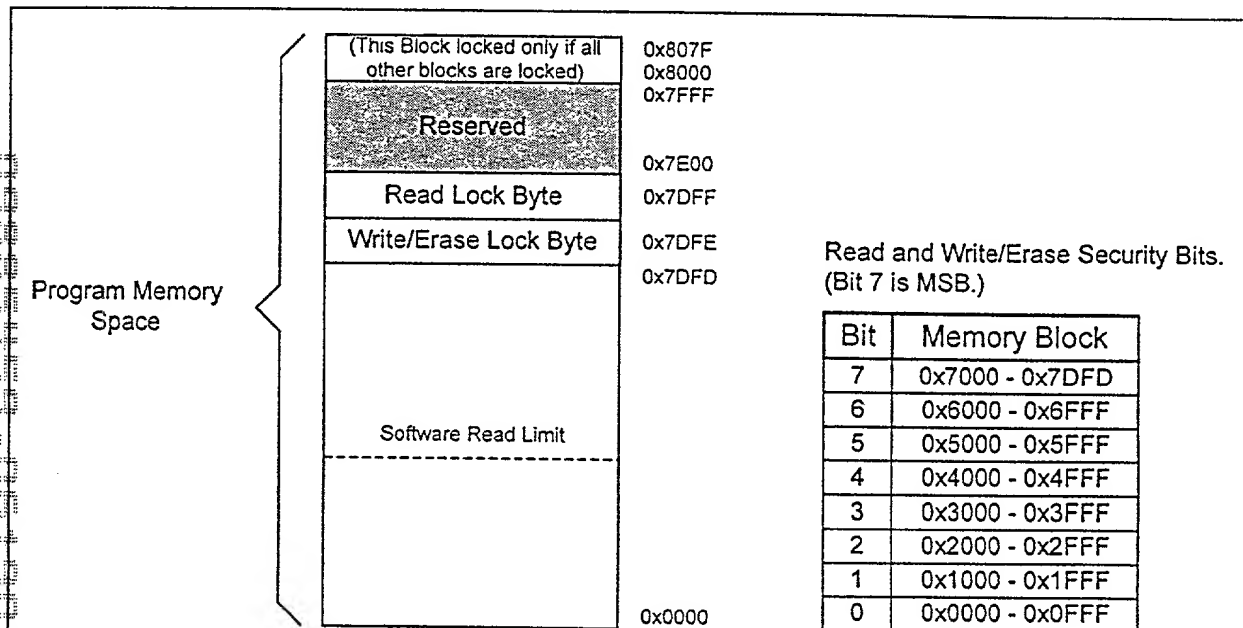 (This Block locked only if all
other blocks are locked)
0x807F
0x8000
0x7FFF
Reserved
0x7E00
Read Lock Byte
0x7DFF
Write/Erase Lock Byte
0x7DFE
0x7DFD
Program Memory
Space
Software Read Limit
0x0000
Read and Write/Erase Security Bits.
(Bit 7 is MSB.)
Bit Memory Block
7 0x7000 - 0x7DFD
6 0x6000 - 0x6FFF
5 0x5000 - 0x5FFF
4 0x4000 - 0x4FFF
3 0x3000 - 0x3FFF
2 0x2000 - 0x2FFF
1 0x1000 - 0x1FFF
0 0x0000 - 0x0FFF